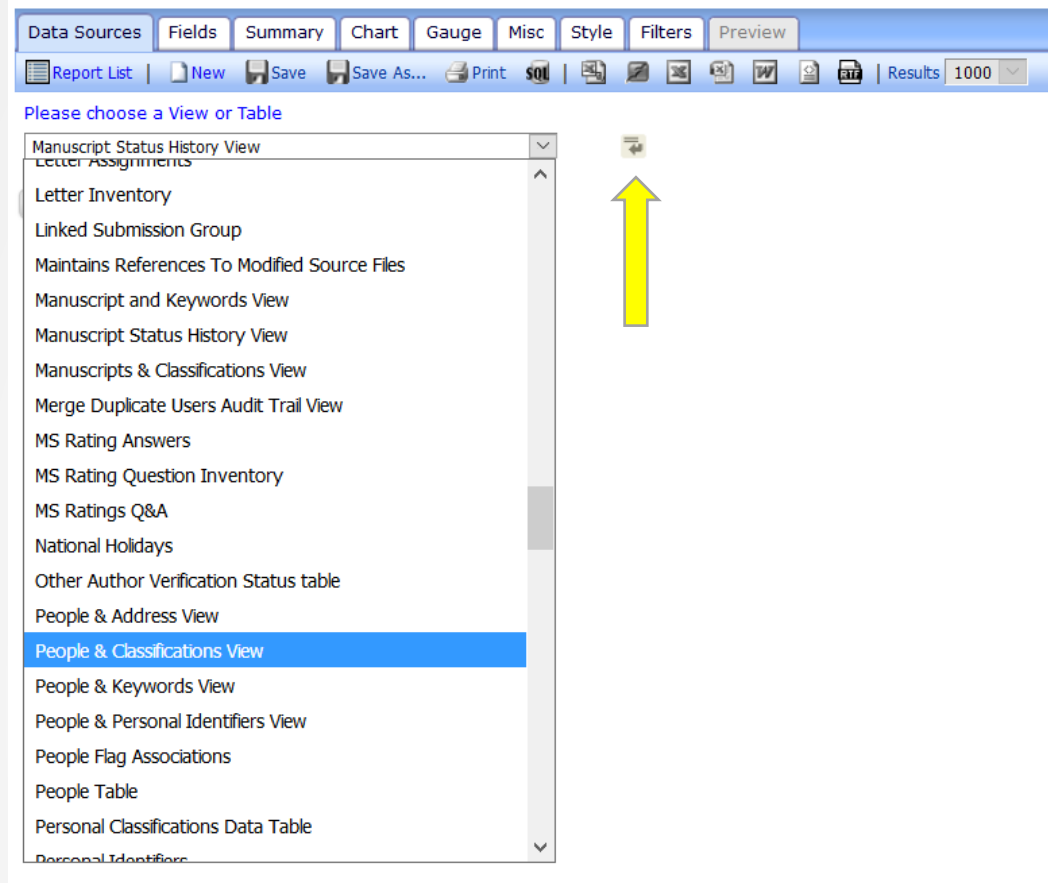 Data Sources Fields Summary Chart Gauge Misc Style Filters Preview
Report List | New Save Save As... Print SQL | W RTF | Results 1000
Please choose a View or Table
Manuscript Status History View
Letter Assignments
Letter Inventory
Linked Submission Group
Maintains References To Modified Source Files
Manuscript and Keywords View
Manuscript Status History View
Manuscripts & Classifications View
Merge Duplicate Users Audit Trail View
MS Rating Answers
MS Rating Question Inventory
MS Ratings Q&A
National Holidays
Other Author Verification Status table
People & Address View
People & Classifications View
People & Keywords View
People & Personal Identifiers View
People Flag Associations
People Table
Personal Classifications Data Table
Personal Identifiers